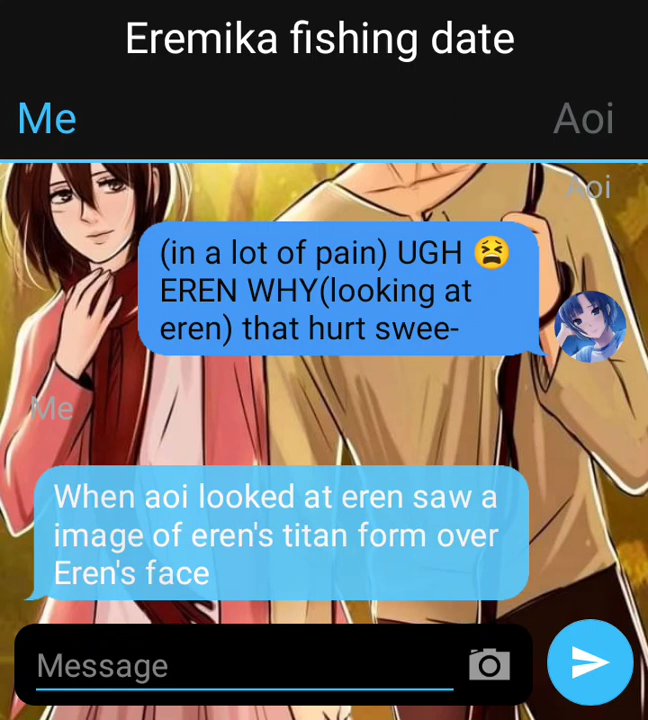 Eremika fishing date
Me
Aoi
Aoi
(in a lot of pain) UGH 😫
EREN WHY(looking at
eren) that hurt swee-
Me
When aoi looked at eren saw a
image of eren's titan form over
Eren's face
Message